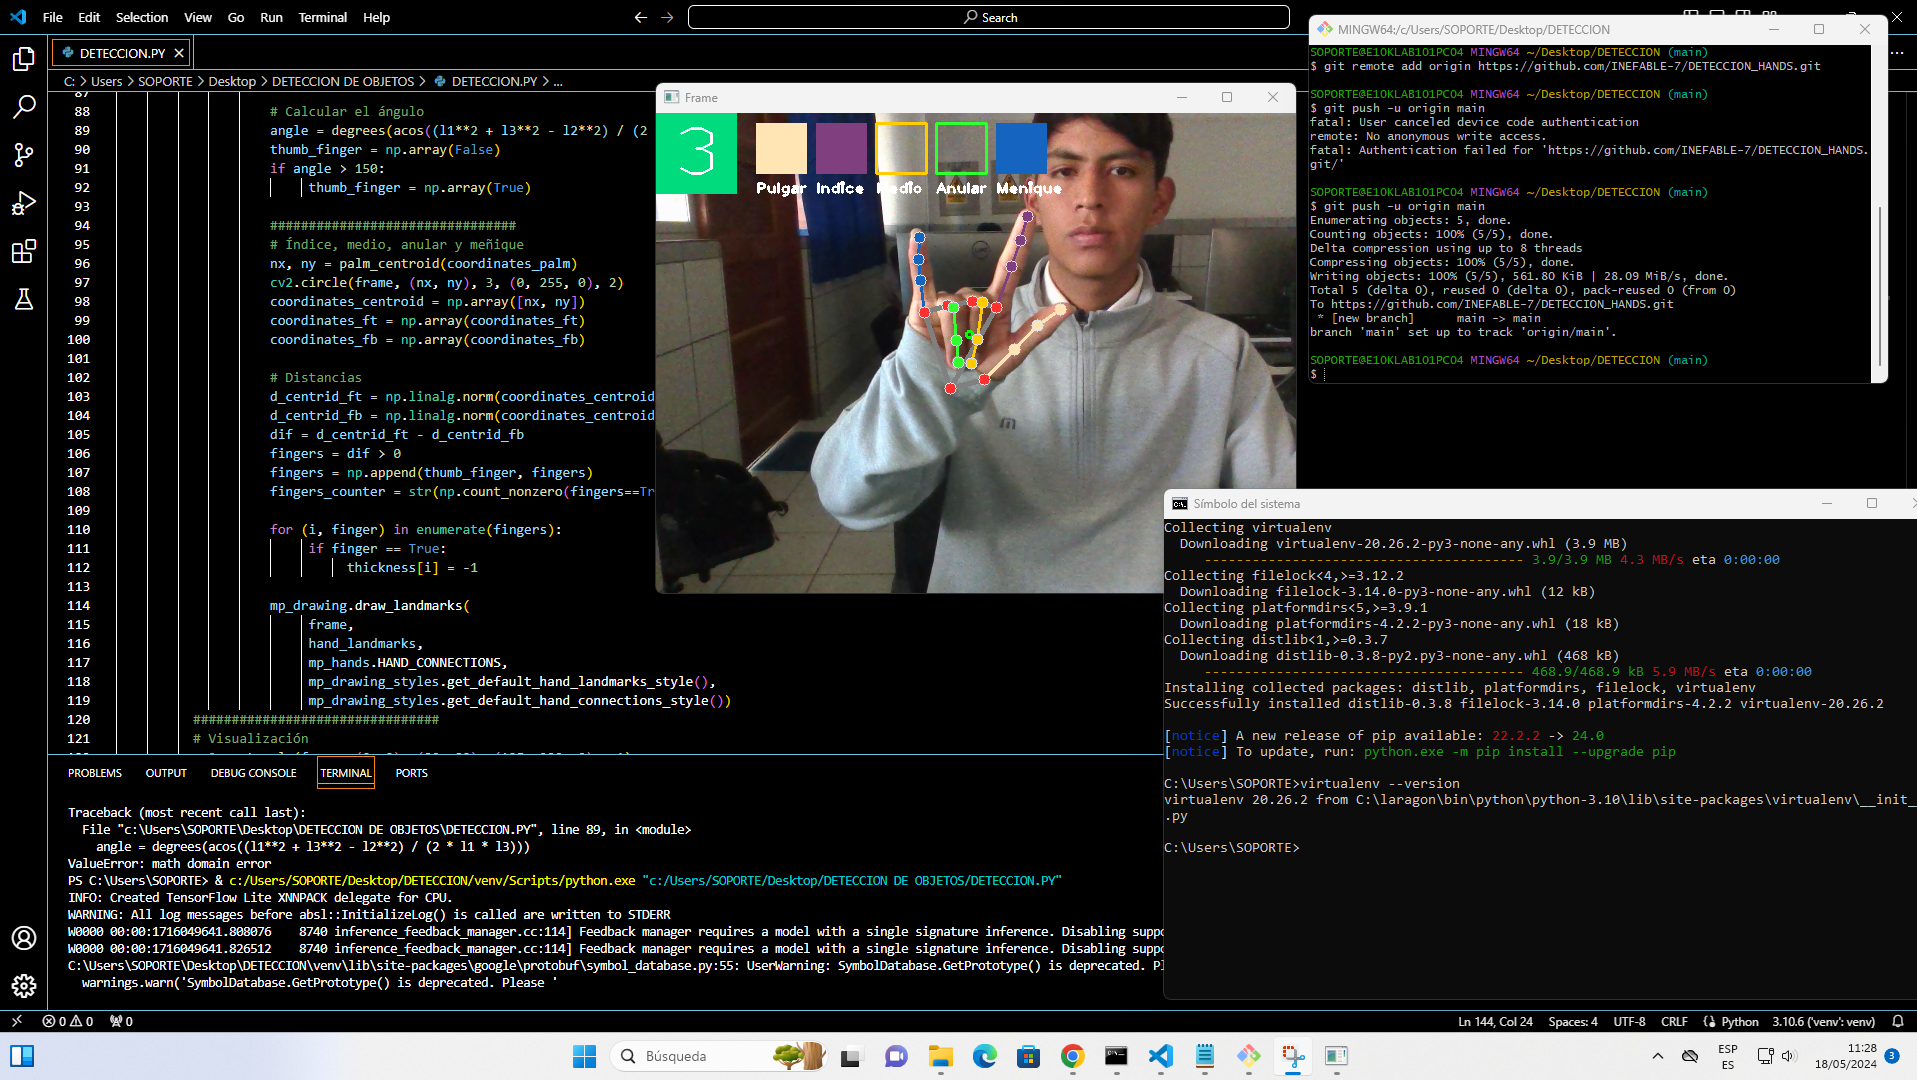 File Edit Selection View Go Run Terminal Help
Search
DETECCION.PY
C: > Users > SOPORTE > Desktop > DETECCION DE OBJETOS > DETECCION.PY > ...
87
88 # Calcular el ángulo
89 angle = degrees(acos((l1**2 + l3**2 - l2**2) / (2
90 thumb_finger = np.array(False)
91 if angle > 150:
92 thumb_finger = np.array(True)
93
94 ################################
95 # Índice, medio, anular y meñique
96 nx, ny = palm_centroid(coordinates_palm)
97 cv2.circle(frame, (nx, ny), 3, (0, 255, 0), 2)
98 coordinates_centroid = np.array([nx, ny])
99 coordinates_ft = np.array(coordinates_ft)
100 coordinates_fb = np.array(coordinates_fb)
101
102 # Distancias
103 d_centrid_ft = np.linalg.norm(coordinates_centroid
104 d_centrid_fb = np.linalg.norm(coordinates_centroid
105 dif = d_centrid_ft - d_centrid_fb
106 fingers = dif > 0
107 fingers = np.append(thumb_finger, fingers)
108 fingers_counter = str(np.count_nonzero(fingers==Tr
109
110 for (i, finger) in enumerate(fingers):
111 if finger == True:
112 thickness[i] = -1
113
114 mp_drawing.draw_landmarks(
115 frame,
116 hand_landmarks,
117 mp_hands.HAND_CONNECTIONS,
118 mp_drawing_styles.get_default_hand_landmarks_style(),
119 mp_drawing_styles.get_default_hand_connections_style())
120 ################################
121 # Visualización
Frame
3
Pulgar Indice Medio Anular Menique
m
MINGW64:/c/Users/SOPORTE/Desktop/DETECCION
SOPORTE@E10KLAB101PC04 MINGW64 ~/Desktop/DETECCION (main)
$ git remote add origin https://github.com/INEFABLE-7/DETECCION_HANDS.git
SOPORTE@E10KLAB101PC04 MINGW64 ~/Desktop/DETECCION (main)
$ git push -u origin main
fatal: User canceled device code authentication
remote: No anonymous write access.
fatal: Authentication failed for 'https://github.com/INEFABLE-7/DETECCION_HANDS.
git/'
SOPORTE@E10KLAB101PC04 MINGW64 ~/Desktop/DETECCION (main)
$ git push -u origin main
Enumerating objects: 5, done.
Counting objects: 100% (5/5), done.
Delta compression using up to 8 threads
Compressing objects: 100% (5/5), done.
Writing objects: 100% (5/5), 561.80 KiB | 28.09 MiB/s, done.
Total 5 (delta 0), reused 0 (delta 0), pack-reused 0 (from 0)
To https://github.com/INEFABLE-7/DETECCION_HANDS.git
* [new branch] main -> main
branch 'main' set up to track 'origin/main'.
SOPORTE@E10KLAB101PC04 MINGW64 ~/Desktop/DETECCION (main)
$
Símbolo del sistema
Collecting virtualenv
Downloading virtualenv-20.26.2-py3-none-any.whl (3.9 MB)
---------------------------------------- 3.9/3.9 MB 4.3 MB/s eta 0:00:00
Collecting filelock<4,>=3.12.2
Downloading filelock-3.14.0-py3-none-any.whl (12 kB)
Collecting platformdirs<5,>=3.9.1
Downloading platformdirs-4.2.2-py3-none-any.whl (18 kB)
Collecting distlib<1,>=0.3.7
Downloading distlib-0.3.8-py2.py3-none-any.whl (468 kB)
---------------------------------------- 468.9/468.9 kB 5.9 MB/s eta 0:00:00
Installing collected packages: distlib, platformdirs, filelock, virtualenv
Successfully installed distlib-0.3.8 filelock-3.14.0 platformdirs-4.2.2 virtualenv-20.26.2
[notice] A new release of pip available: 22.2.2 -> 24.0
[notice] To update, run: python.exe -m pip install --upgrade pip
C:\Users\SOPORTE>virtualenv --version
virtualenv 20.26.2 from C:\laragon\bin\python\python-3.10\lib\site-packages\virtualenv\__init__
.py
C:\Users\SOPORTE>
PROBLEMS OUTPUT DEBUG CONSOLE TERMINAL PORTS
Traceback (most recent call last):
File "c:\Users\SOPORTE\Desktop\DETECCION DE OBJETOS\DETECCION.PY", line 89, in <module>
angle = degrees(acos((l1**2 + l3**2 - l2**2) / (2 * l1 * l3)))
ValueError: math domain error
PS C:\Users\SOPORTE> & c:/Users/SOPORTE/Desktop/DETECCION/venv/Scripts/python.exe "c:/Users/SOPORTE/Desktop/DETECCION DE OBJETOS/DETECCION.PY"
INFO: Created TensorFlow Lite XNNPACK delegate for CPU.
WARNING: All log messages before absl::InitializeLog() is called are written to STDERR
W0000 00:00:1716049641.808076 8740 inference_feedback_manager.cc:114] Feedback manager requires a model with a single signature inference. Disabling suppo
W0000 00:00:1716049641.826512 8740 inference_feedback_manager.cc:114] Feedback manager requires a model with a single signature inference. Disabling suppo
C:\Users\SOPORTE\Desktop\DETECCION\venv\lib\site-packages\google\protobuf\symbol_database.py:55: UserWarning: SymbolDatabase.GetPrototype() is deprecated. Pl
warnings.warn('SymbolDatabase.GetPrototype() is deprecated. Please '
0 0 0 Ln 144, Col 24 Spaces: 4 UTF-8 CRLF Python 3.10.6 ('venv': venv)
Búsqueda
ESP
ES
11:28
18/05/2024
3